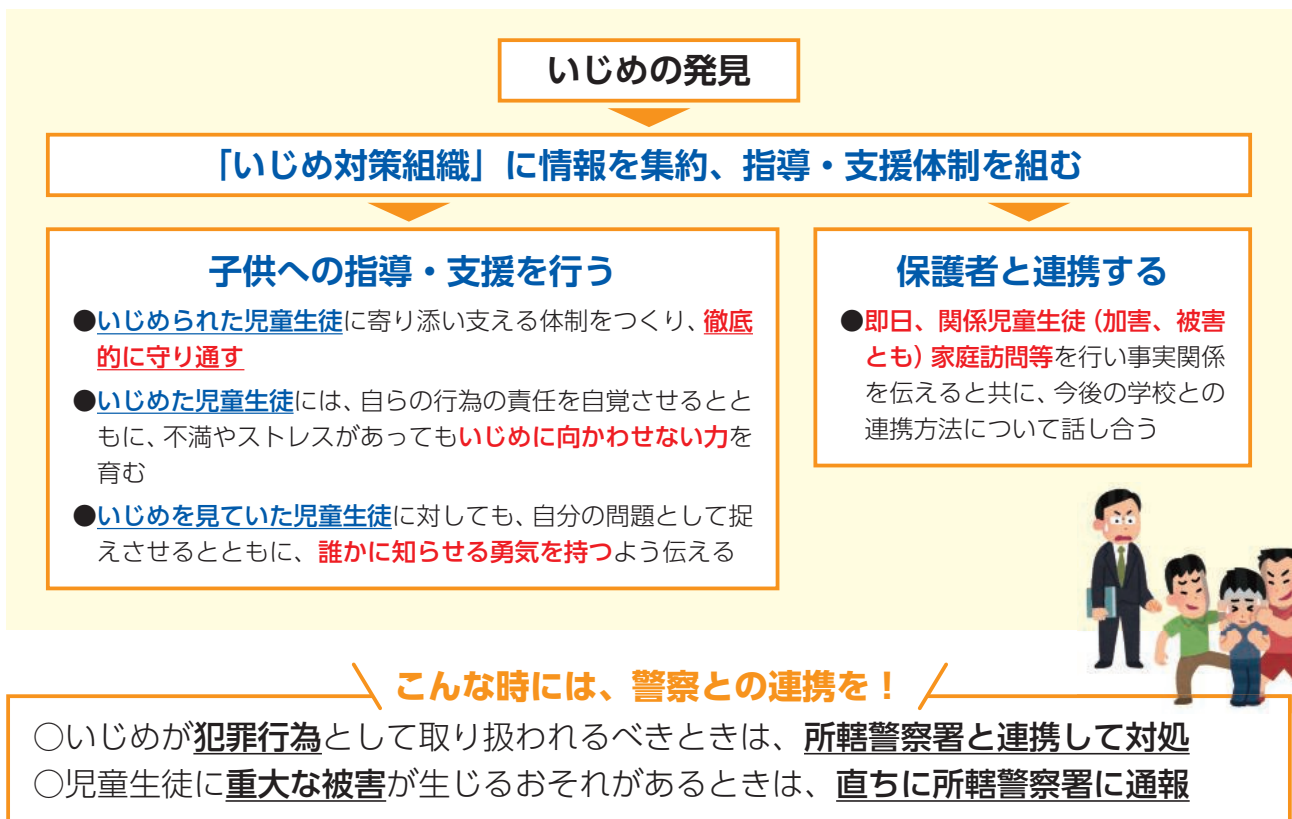 いじめの発見
「いじめ対策組織」に情報を集約、指導・支援体制を組む
子供への指導・支援を行う
●いじめられた児童生徒に寄り添い支える体制をつくり、徹底
的に守り通す
●いじめた児童生徒には、自らの行為の責任を自覚させるとと
もに、不満やストレスがあってもいじめに向かわせない力を
育む
●いじめを見ていた児童生徒に対しても、自分の問題として捉
えさせるとともに、誰かに知らせる勇気を持つよう伝える
保護者と連携する
●即日、関係児童生徒（加害、被害
とも）家庭訪問等を行い事実関係
を伝えると共に、今後の学校との
連携方法について話し合う
こんな時には、警察との連携を！
○いじめが犯罪行為として取り扱われるべきときは、所轄警察署と連携して対処
○児童生徒に重大な被害が生じるおそれがあるときは、直ちに所轄警察署に通報